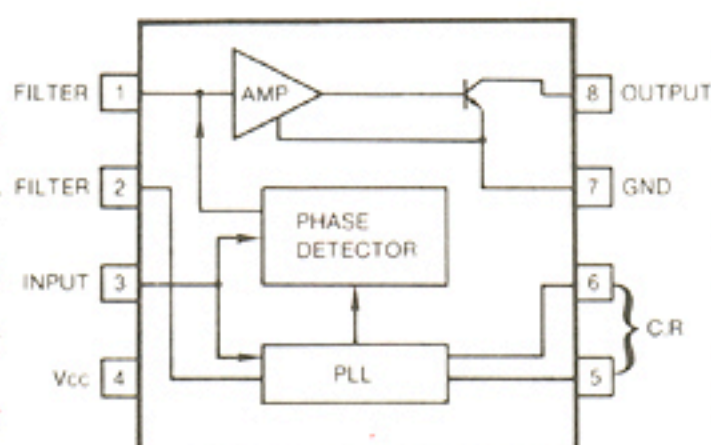 FILTER 1
AMP
8 OUTPUT
FILTER 2
7 GND
PHASE
DETECTOR
INPUT 3
6
C.R
Vcc 4
PLL
5